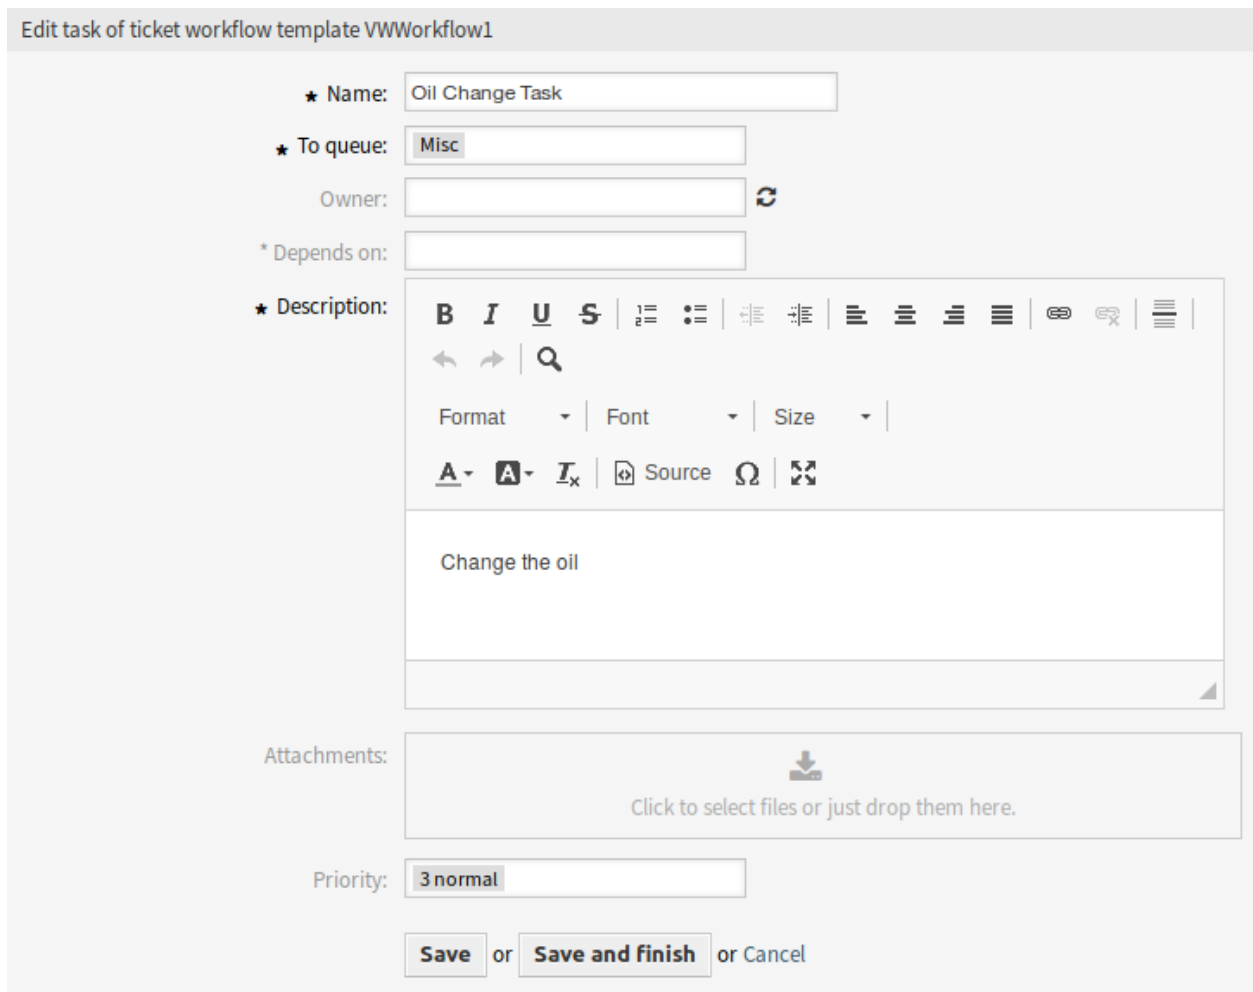 Edit task of ticket workflow template VWWorkflow1
★ Name: Oil Change Task
★ To queue: Misc
Owner:
* Depends on:
★ Description:
B I U S
Format Font Size
A A Tx Source Ω
Change the oil
Attachments:
Click to select files or just drop them here.
Priority: 3 normal
Save or Save and finish or Cancel